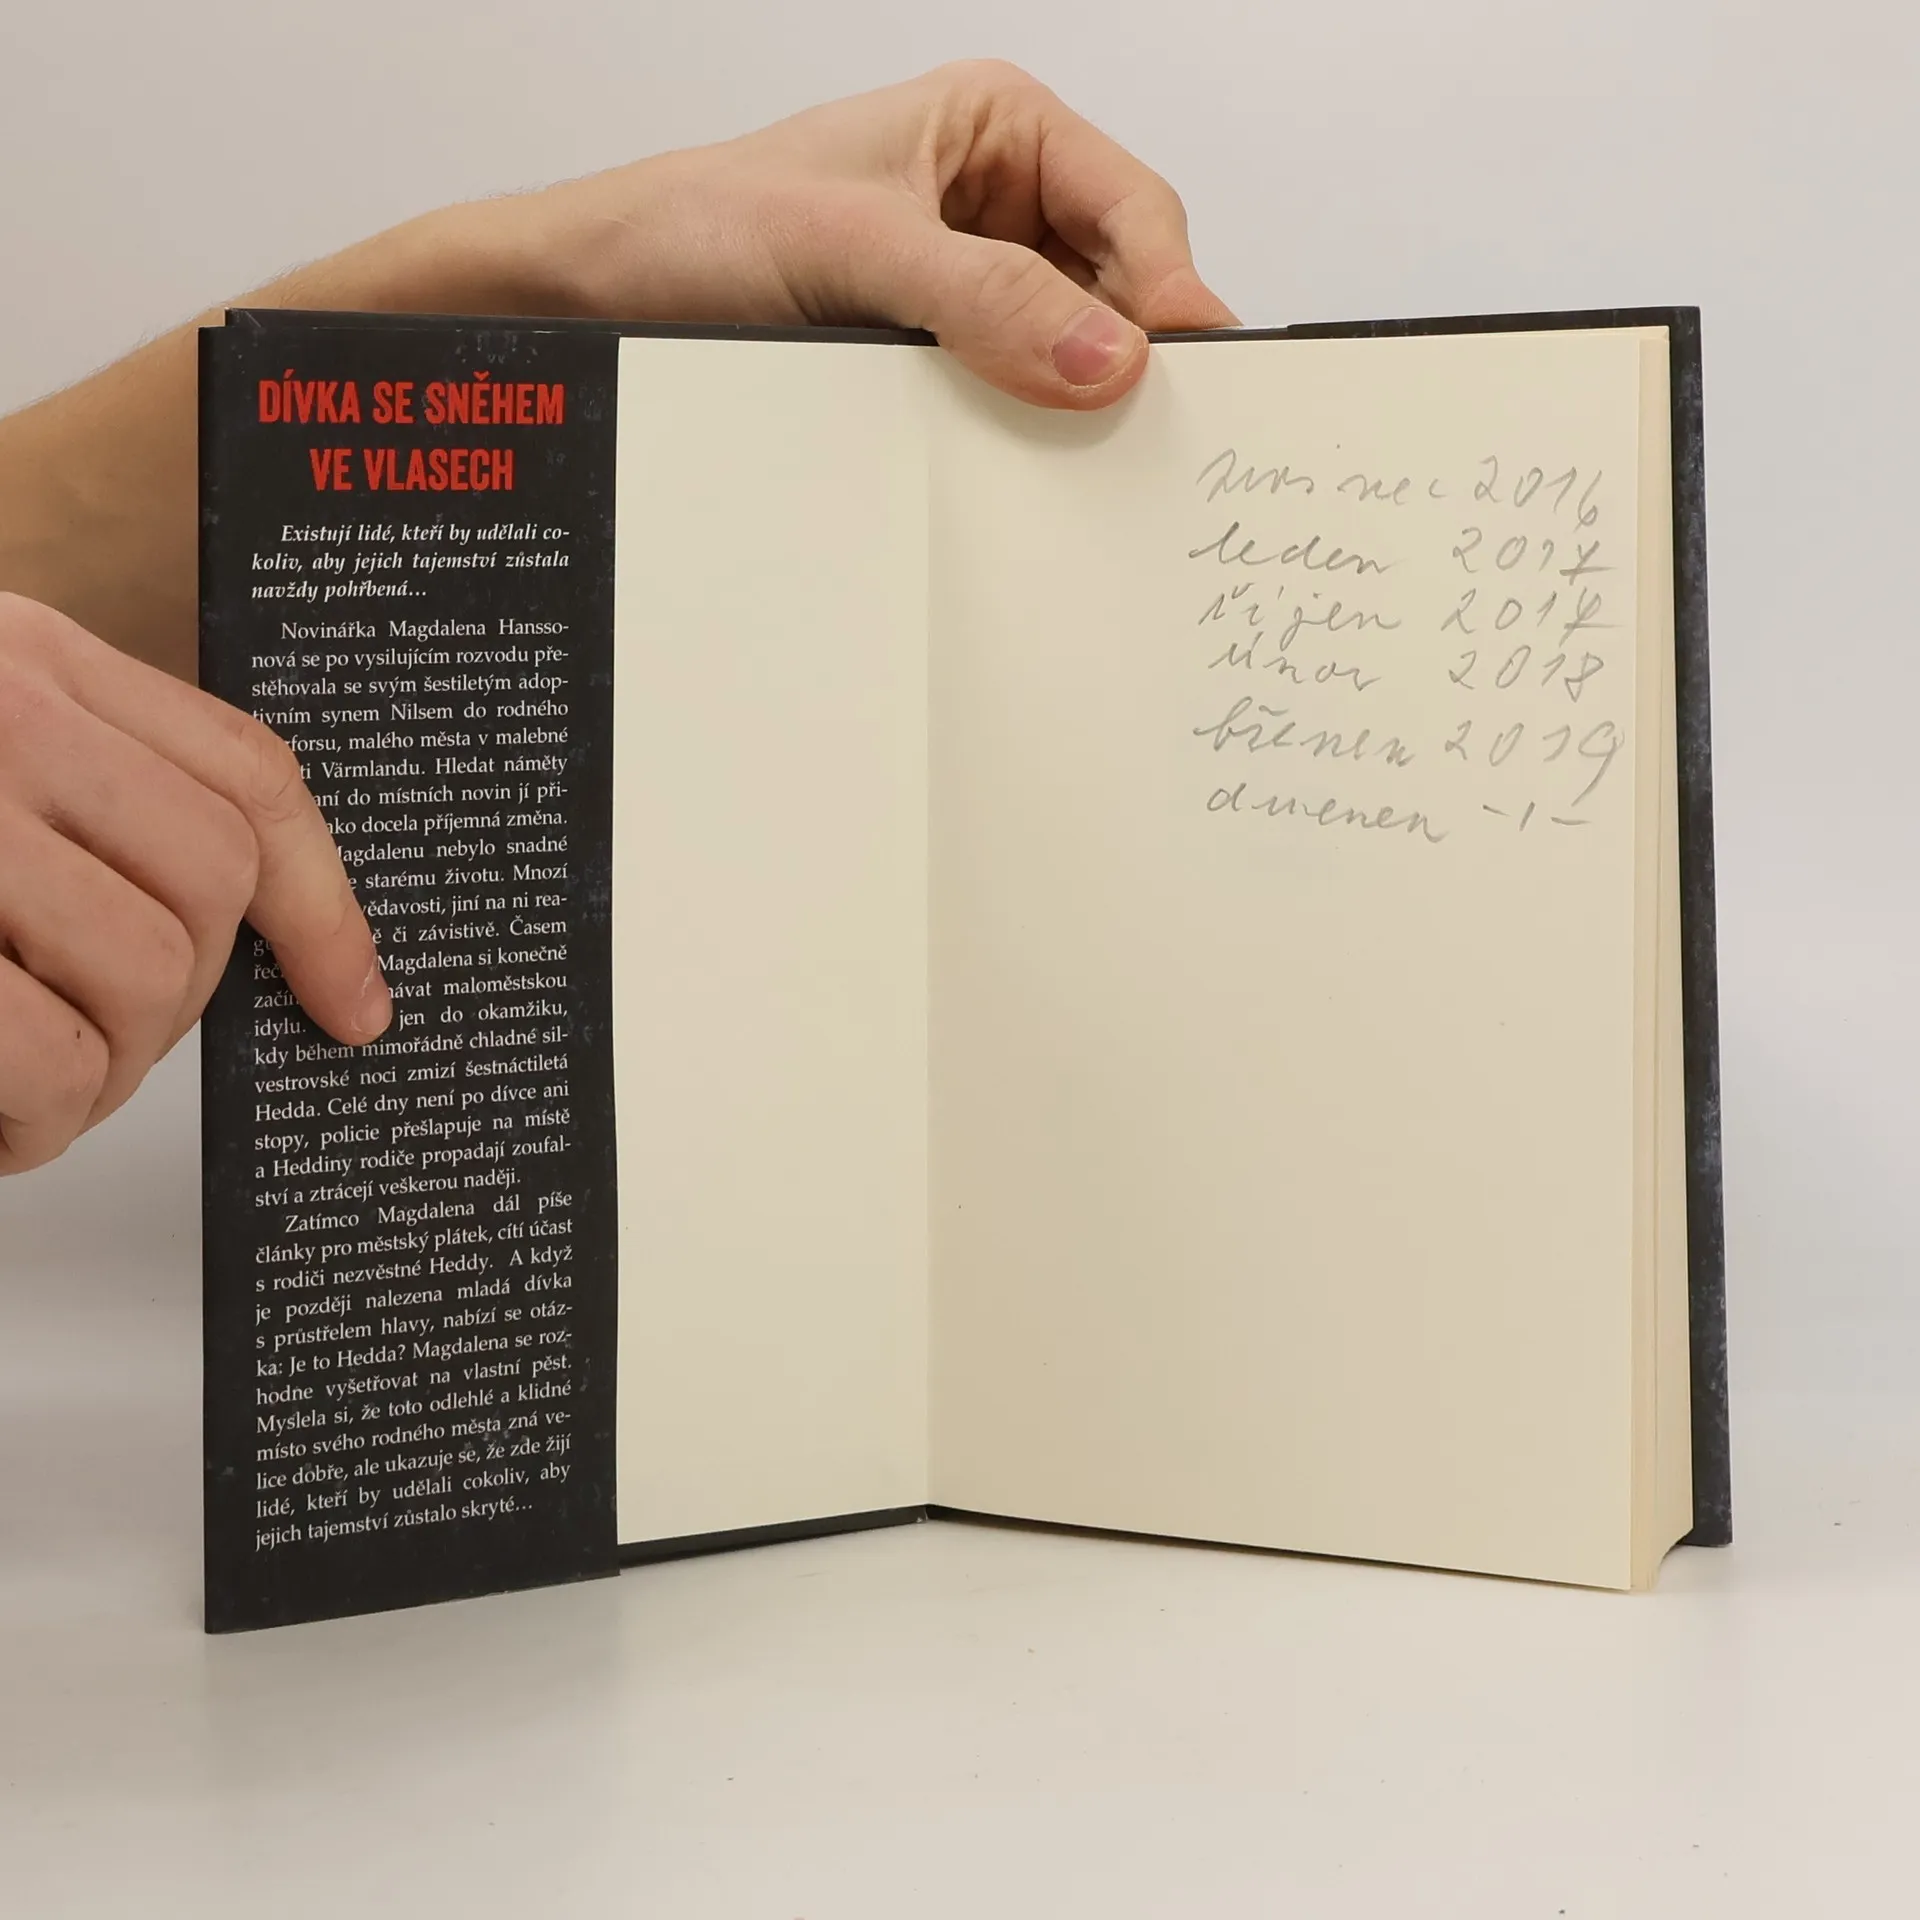 DÍVKA SE SNĚHEM
VE VLASECH
Existují lidé, kteří by udělali co-
koliv, aby jejich tajemství zůstala
navždy pohřbená...
Novinářka Magdalena Hansso-
nová se po vysilujícím rozvodu pře-
stěhovala se svým šestiletým adop-
tivním synem Nilsem do rodného
forsu, malého města v malebné
ti Värmlandu. Hledat náměty
aní do místních novin jí při-
ako docela příjemná změna.
Magdalenu nebylo snadné
e starému životu. Mnozí
vědavosti, jiní na ni rea-
ě či závistivě. Časem
řeč Magdalena si konečně
začín návat maloměstskou
idylu. jen do okamžiku,
kdy během mimořádně chladné sil-
vestrovské noci zmizí šestnáctiletá
Hedda. Celé dny není po dívce ani
stopy, policie přešlapuje na místě
a Heddiny rodiče propadají zoufal-
ství a ztrácejí veškerou naději.
Zatímco Magdalena dál píše
články pro městský plátek, cítí účast
s rodiči nezvěstné Heddy. A když
je později nalezena mladá dívka
s průstřelem hlavy, nabízí se otáz-
ka: Je to Hedda? Magdalena se roz-
hodne vyšetřovat na vlastní pěst.
Myslela si, že toto odlehlé a klidné
místo svého rodného města zná ve-
lice dobře, ale ukazuje se, že zde žijí
lidé, kteří by udělali cokoliv, aby
jejich tajemství zůstalo skryté...
2016
leden 2017
říjen 2017
únor 2018
březen 2019
-1-